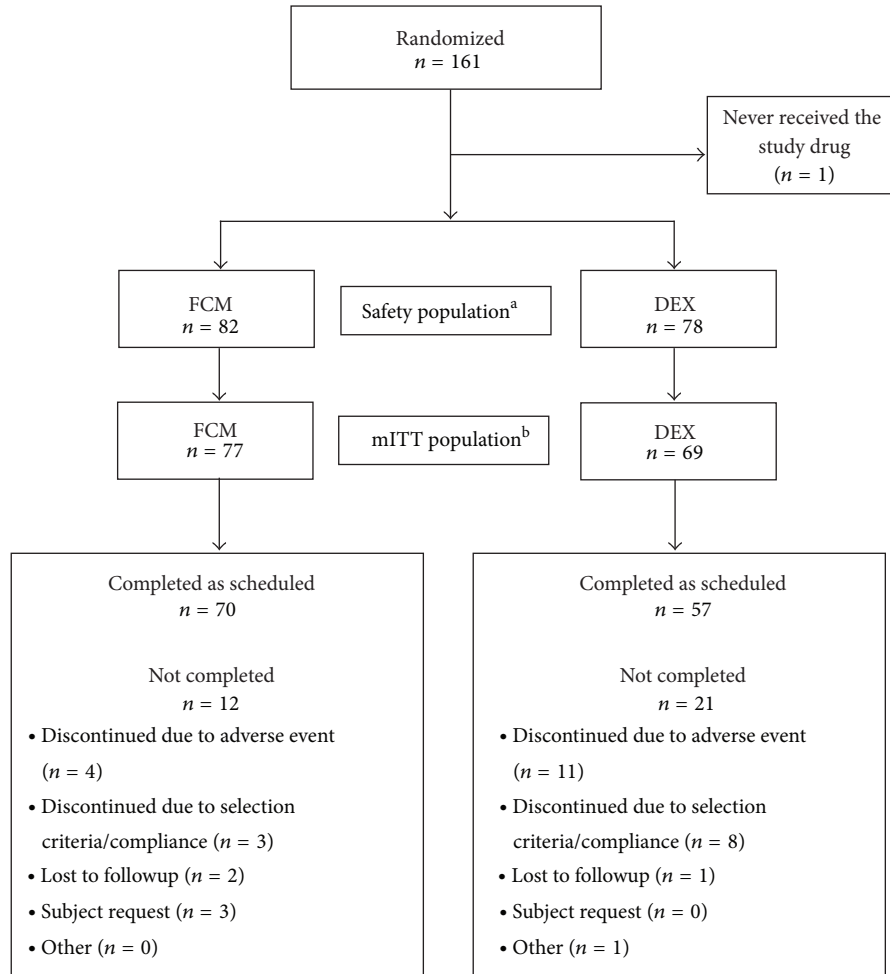 Randomized
n = 161
Never received the
study drug
(n = 1)
FCM
n = 82
Safety population^a
DEX
n = 78
FCM
n = 77
mITT population^b
DEX
n = 69
Completed as scheduled
n = 70
Not completed
n = 12
• Discontinued due to adverse event
(n = 4)
• Discontinued due to selection
criteria/compliance (n = 3)
• Lost to followup (n = 2)
• Subject request (n = 3)
• Other (n = 0)
Completed as scheduled
n = 57
Not completed
n = 21
• Discontinued due to adverse event
(n = 11)
• Discontinued due to selection
criteria/compliance (n = 8)
• Lost to followup (n = 1)
• Subject request (n = 0)
• Other (n = 1)